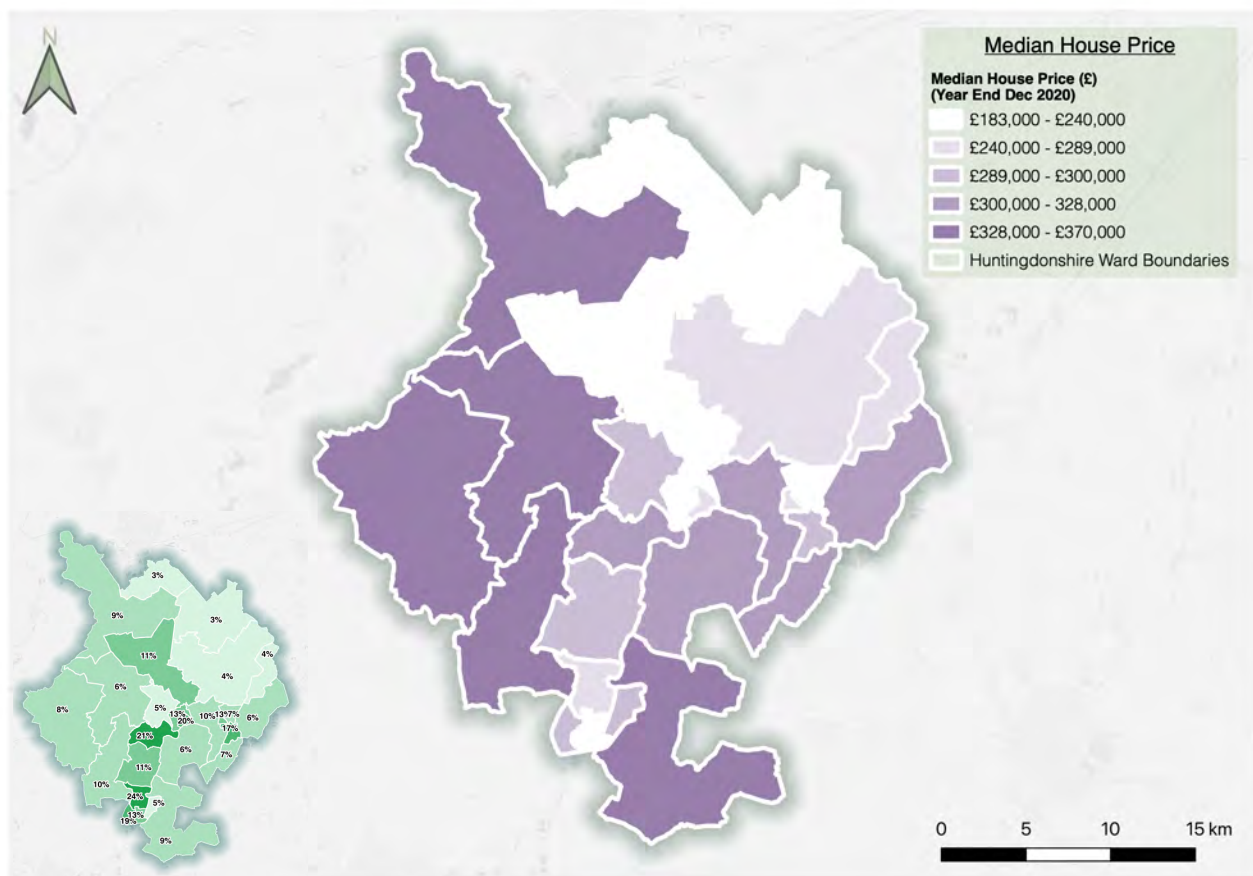 N
Median House Price
Median House Price (£)
(Year End Dec 2020)
£183,000 - £240,000
£240,000 - £289,000
£289,000 - £300,000
£300,000 - 328,000
£328,000 - £370,000
Huntingdonshire Ward Boundaries
3%
9%
3%
11%
4%
4%
6%
8%
5%
13%
20%
10%
13%
7%
6%
17%
21%
6%
7%
11%
10%
24%
5%
13%
19%
9%
0 5 10 15 km